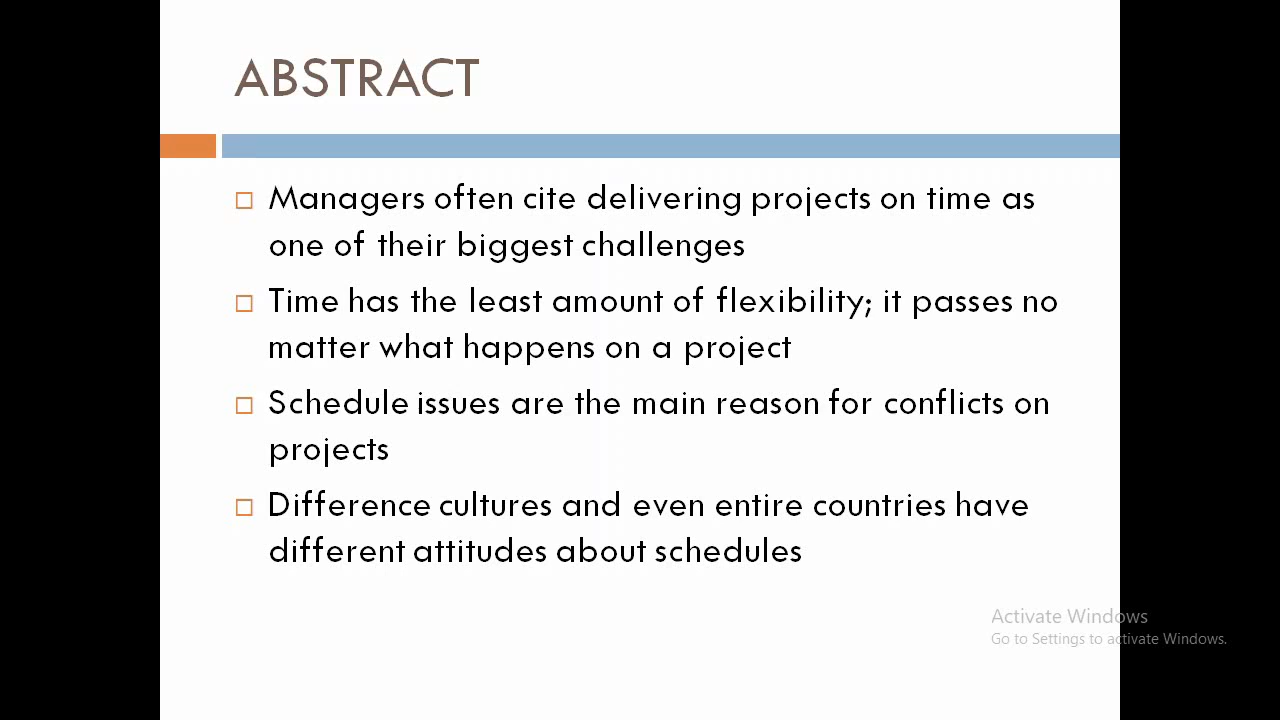 ABSTRACT
Managers often cite delivering projects on time as
one of their biggest challenges
Time has the least amount of flexibility; it passes no
matter what happens on a project
Schedule issues are the main reason for conflicts on
projects
Difference cultures and even entire countries have
different attitudes about schedules
Activate Windows
Go to Settings to activate Windows.